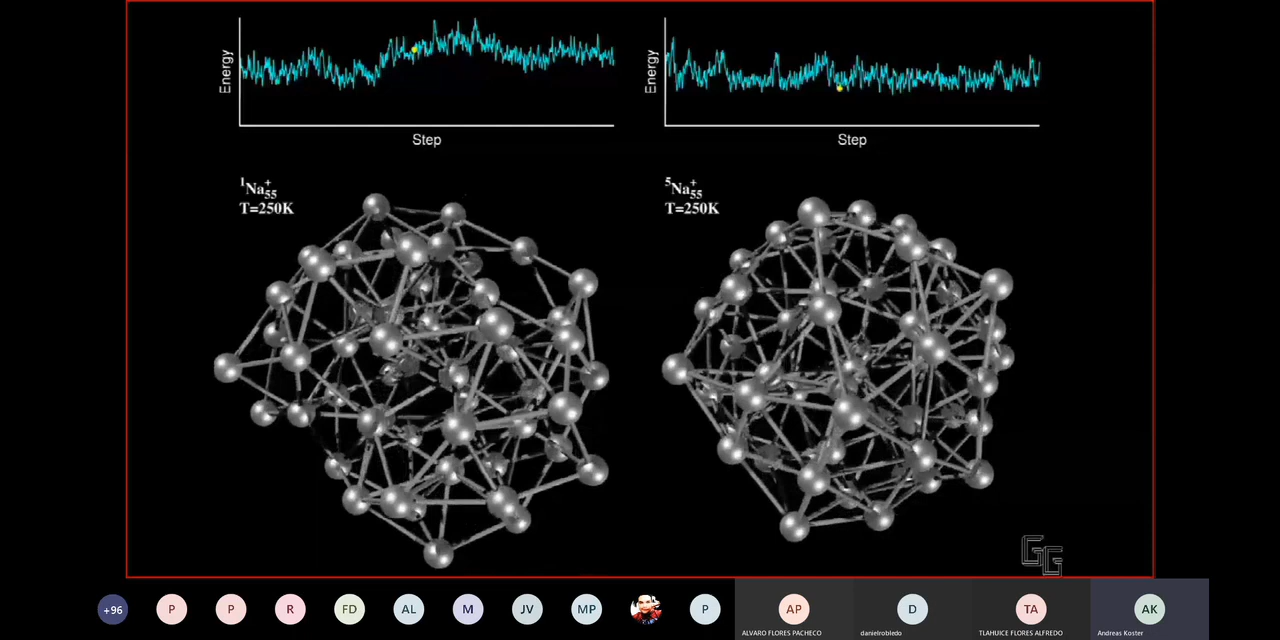 Energy
Step
Energy
Step
¹Na₅₅⁺
T=250K
⁵Na₅₅⁺
T=250K
GG
+96
P
P
R
FD
AL
M
JV
MP
P
AP
D
TA
AK
ALVARO FLORES PACHECO
danielrobledo
TLAHUICE FLORES ALFREDO
Andreas Koster